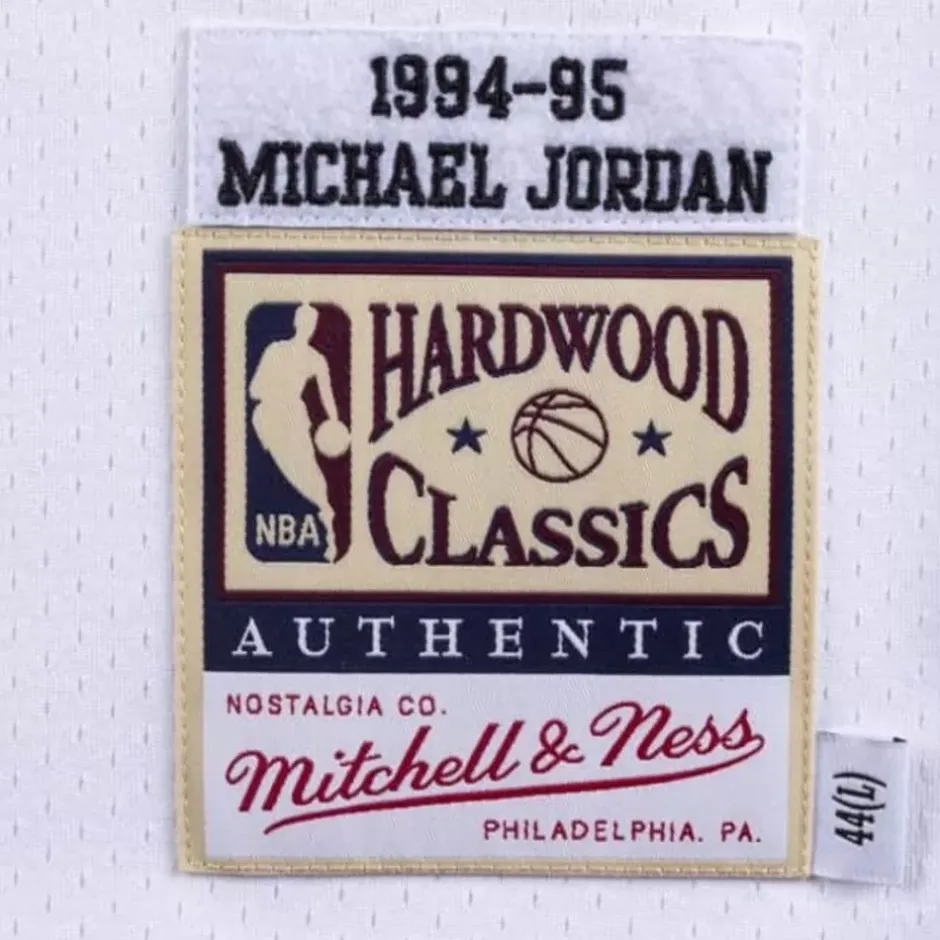 1994-95
MICHAEL JORDAN
HARDWOOD
CLASSICS
NBA
AUTHENTIC
NOSTALGIA CO.
Mitchell & Ness
PHILADELPHIA. PA.
44(L)